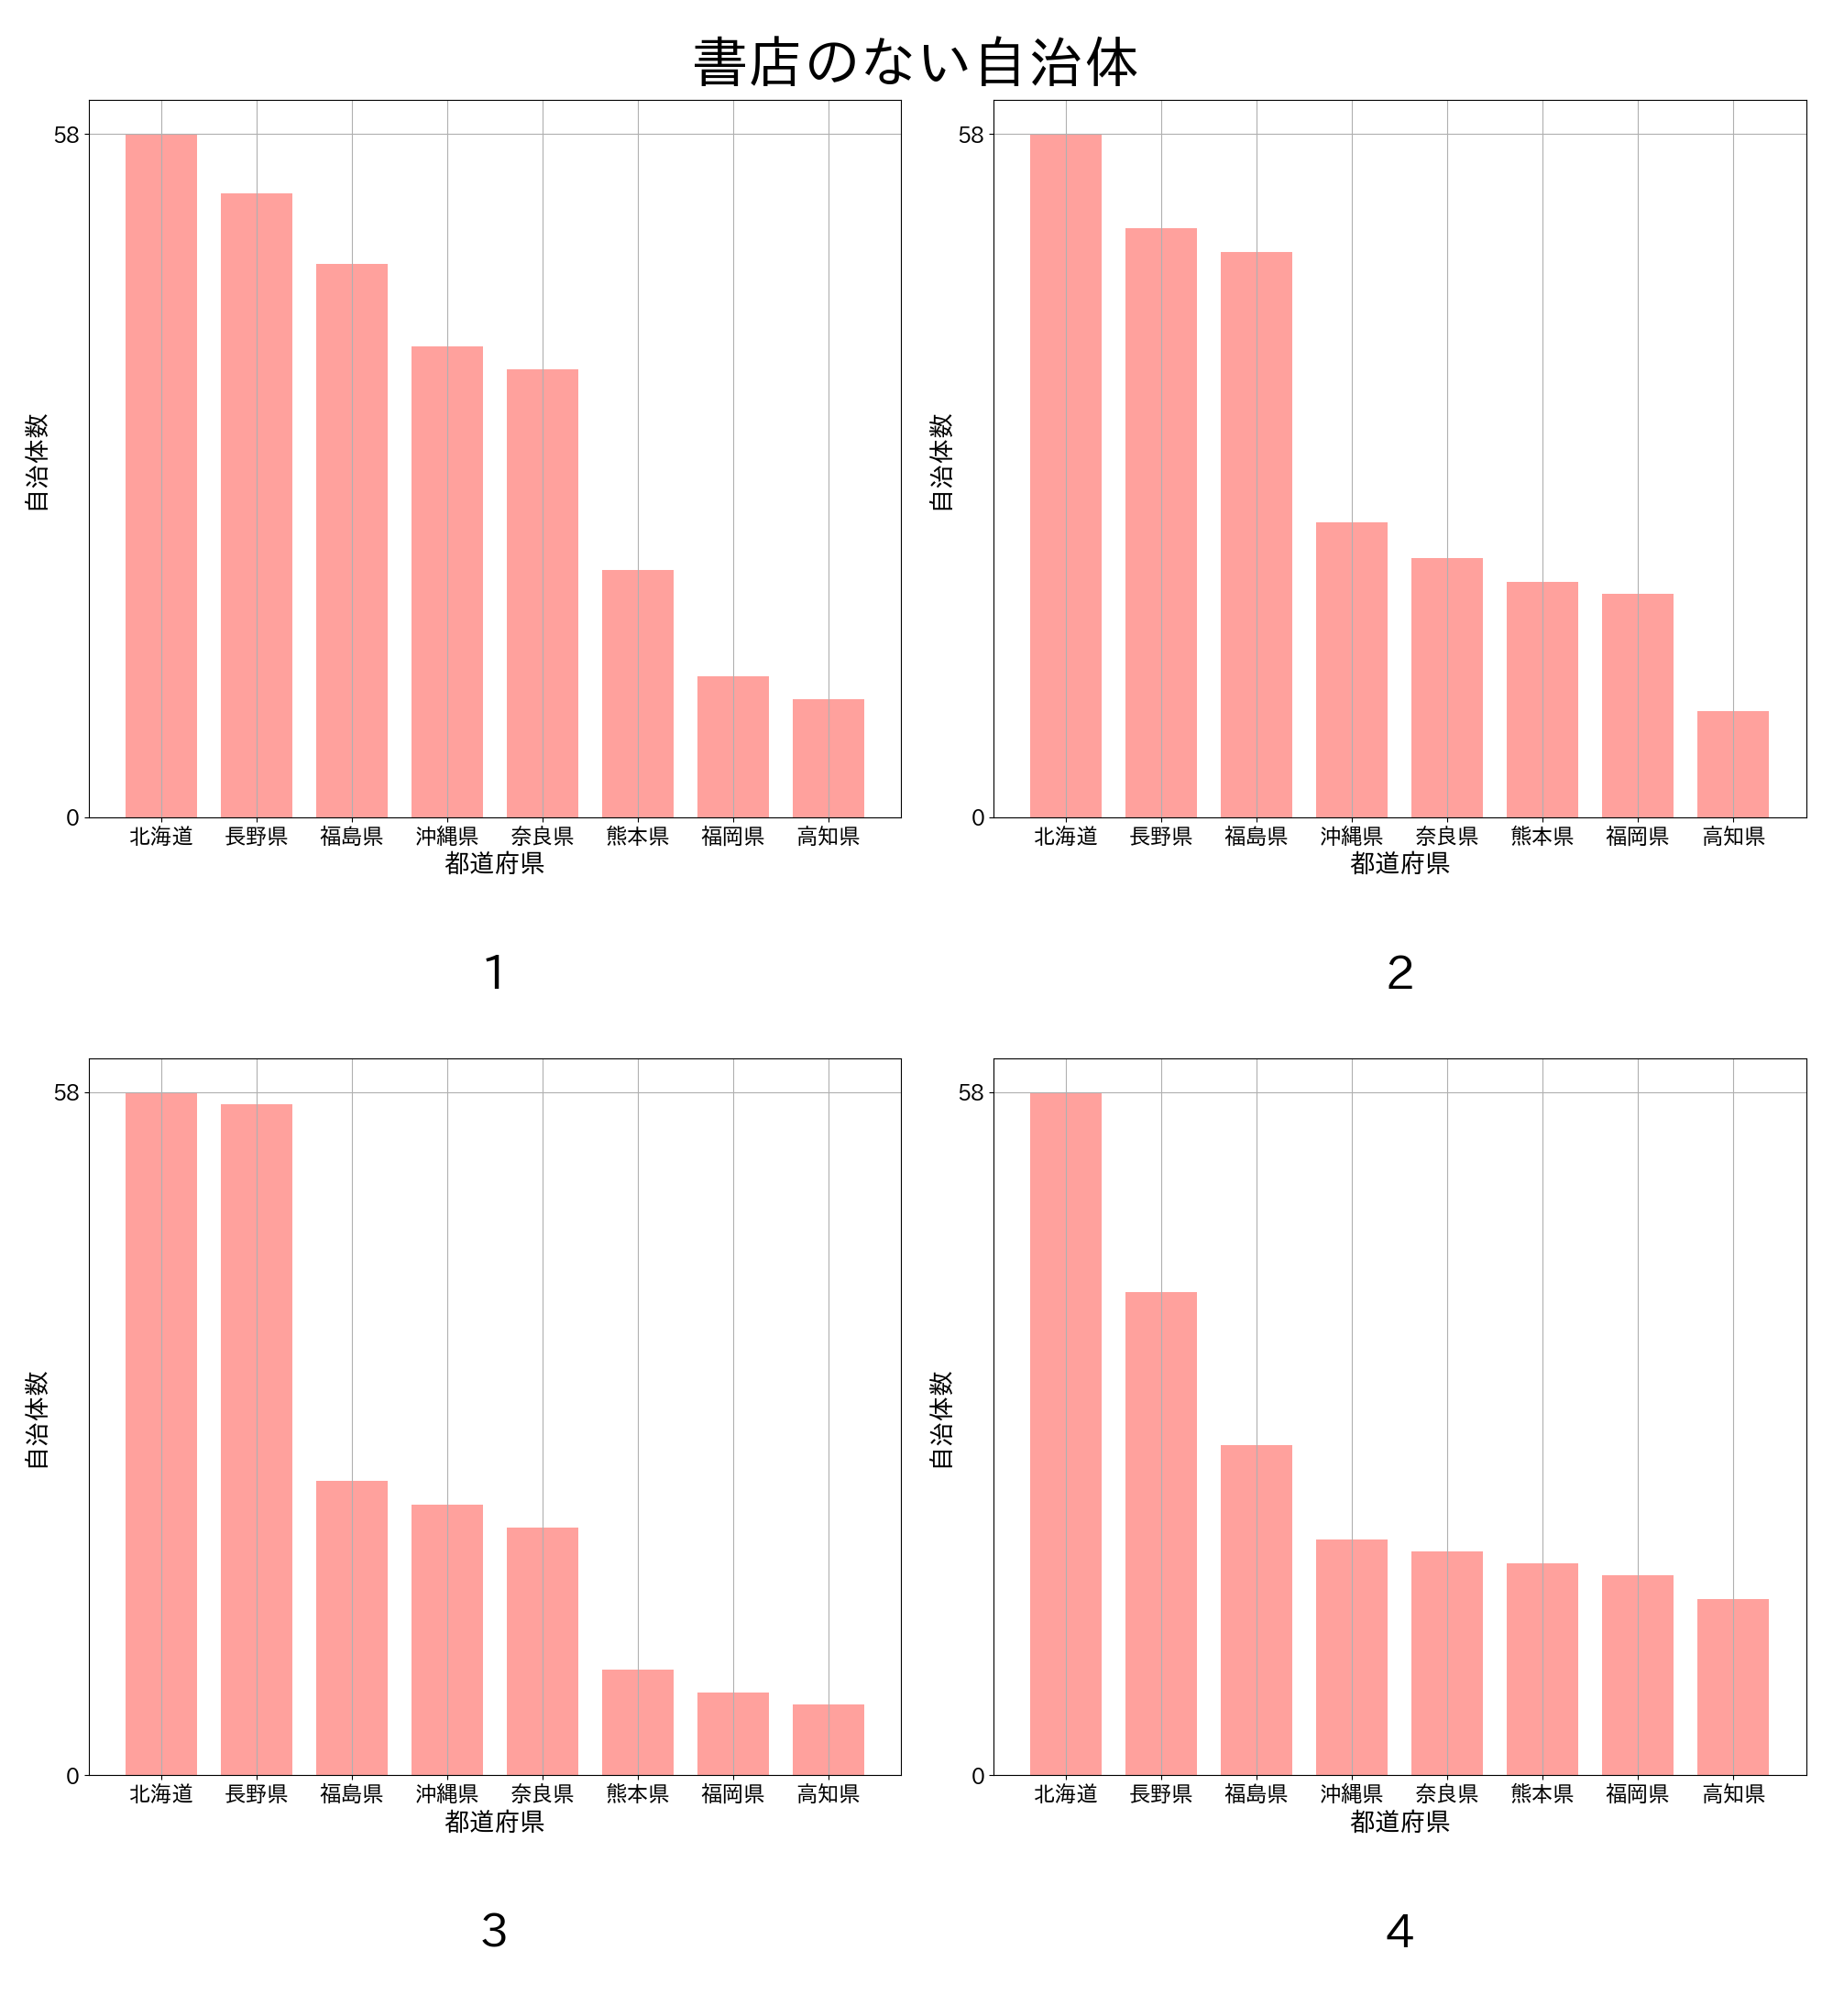 書店のない自治体
58
0
自治体数
北海道 長野県 福島県 沖縄県 奈良県 熊本県 福岡県 高知県
都道府県
1
58
0
自治体数
北海道 長野県 福島県 沖縄県 奈良県 熊本県 福岡県 高知県
都道府県
2
58
0
自治体数
北海道 長野県 福島県 沖縄県 奈良県 熊本県 福岡県 高知県
都道府県
3
58
0
自治体数
北海道 長野県 福島県 沖縄県 奈良県 熊本県 福岡県 高知県
都道府県
4